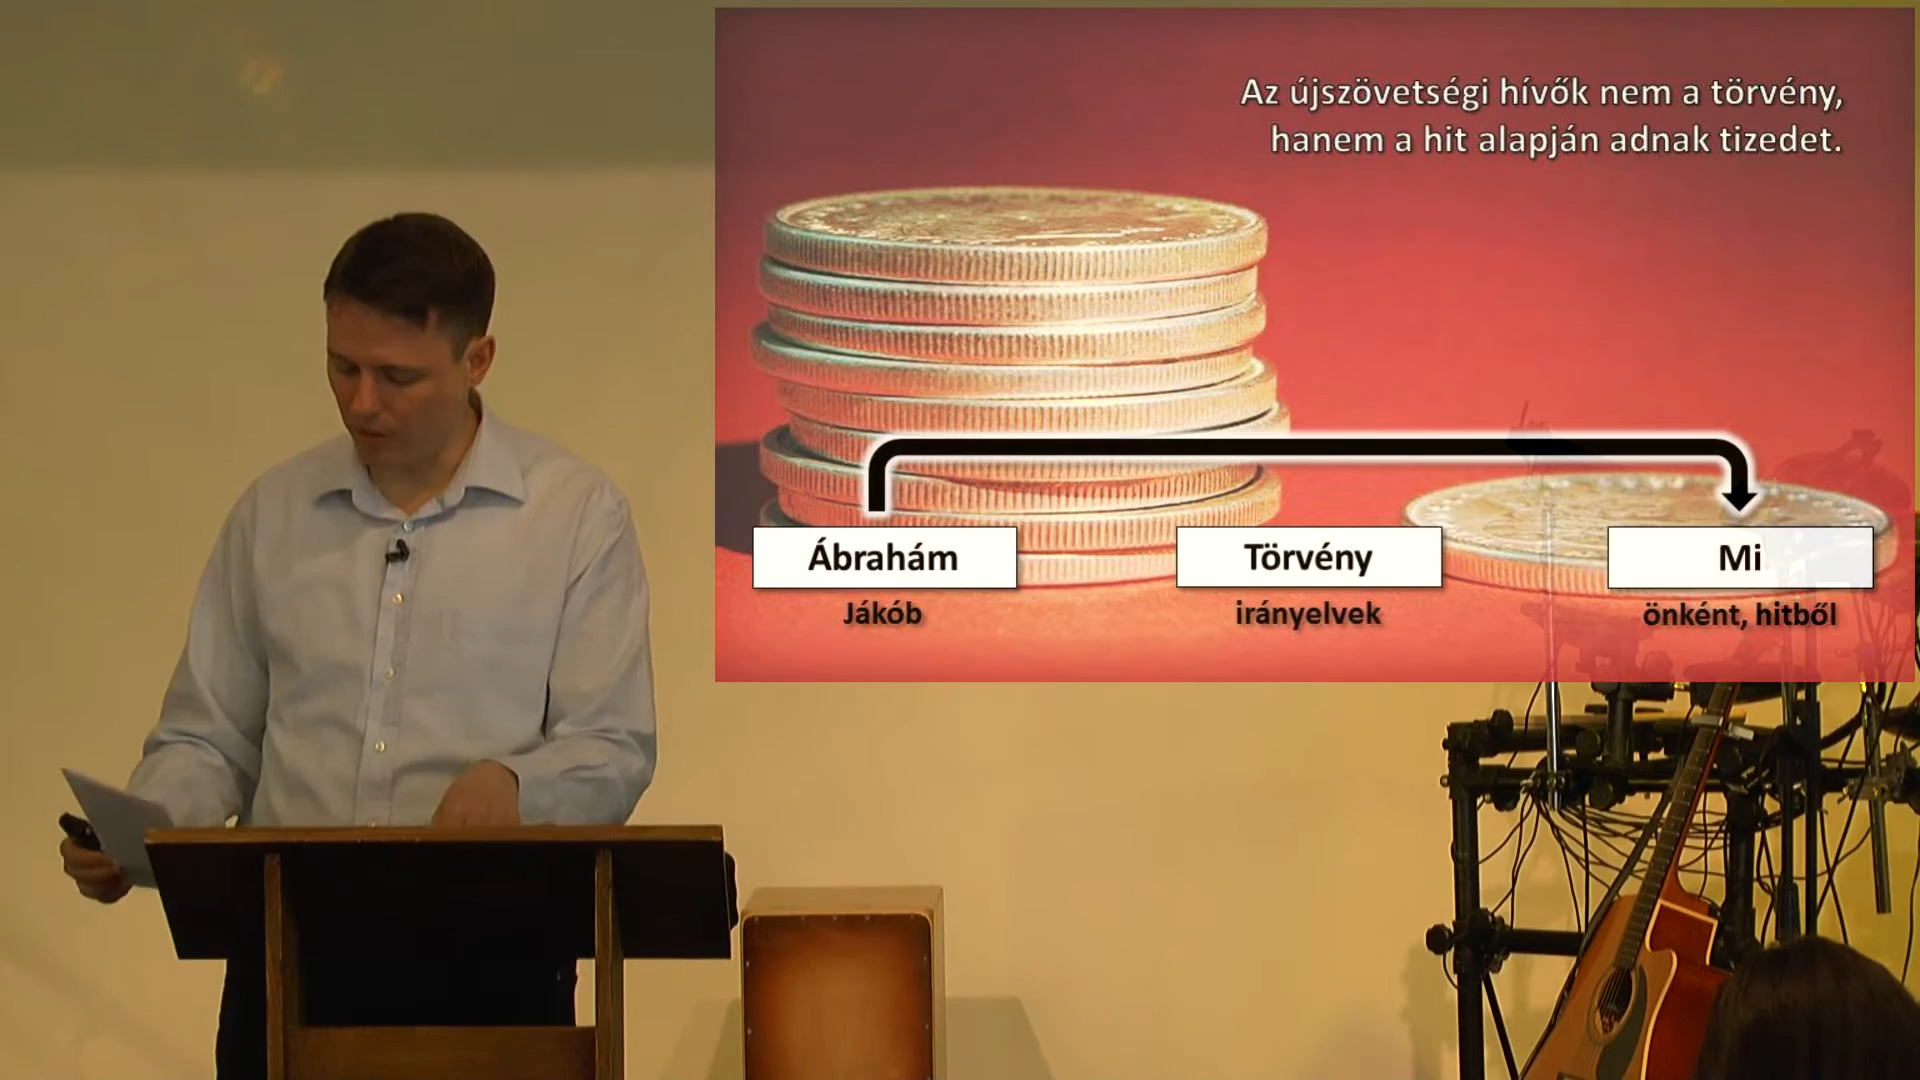 Az újszövetségi hívők nem a törvény,
hanem a hit alapján adnak tizedet.
Ábrahám
Törvény
Mi
Jákób
irányelvek
önként, hitből